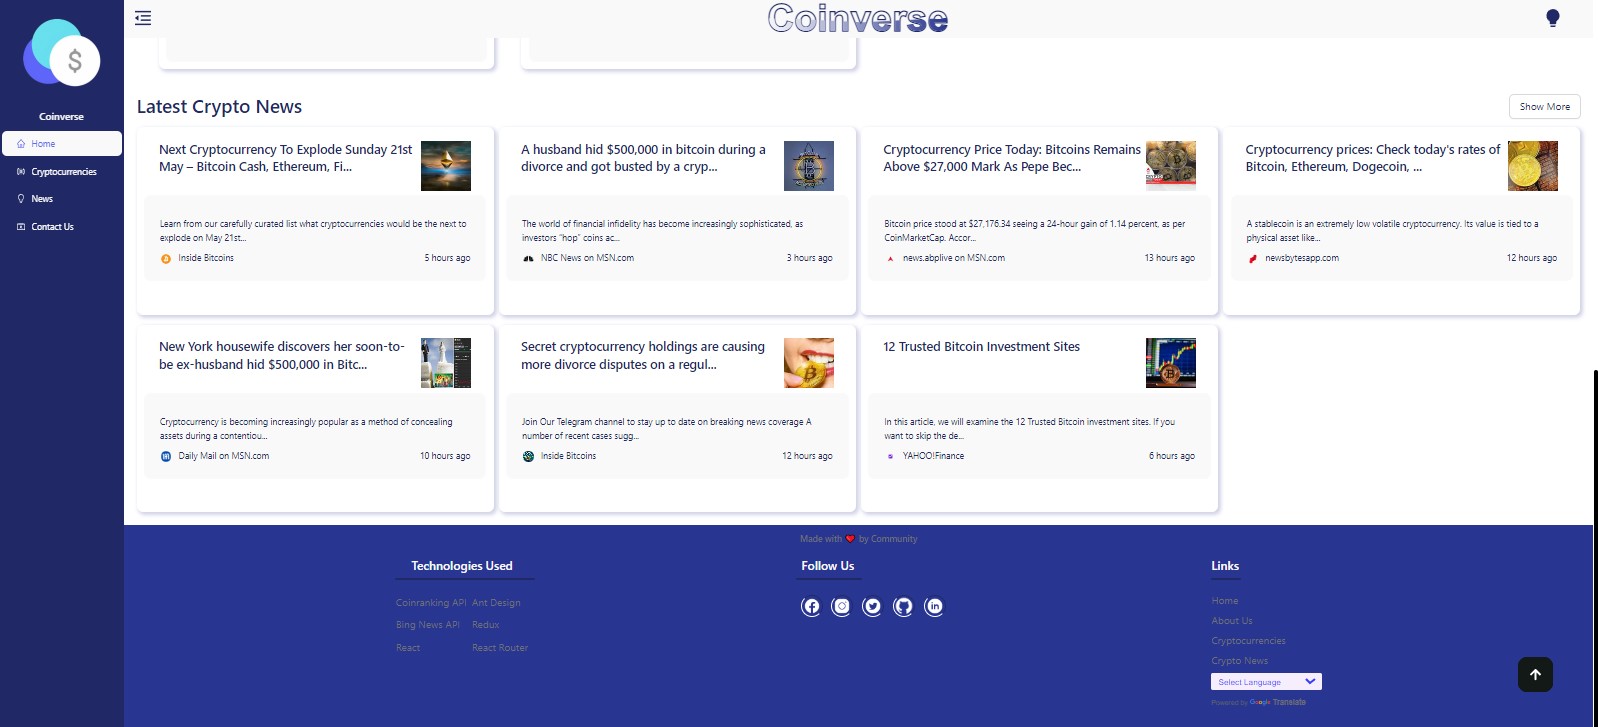 $
Coinverse
Home
Cryptocurrencies
News
Contact Us
Coinverse
Latest Crypto News
Show More
Next Cryptocurrency To Explode Sunday 21st
May – Bitcoin Cash, Ethereum, Fi...
Learn from our carefully curated list what cryptocurrencies would be the next to
explode on May 21st...
Inside Bitcoins
5 hours ago
A husband hid $500,000 in bitcoin during a
divorce and got busted by a cryp...
The world of financial infidelity has become increasingly sophisticated, as
investors “hop” coins ac...
NBC News on MSN.com
3 hours ago
Cryptocurrency Price Today: Bitcoins Remains
Above $27,000 Mark As Pepe Bec...
Bitcoin price stood at $27,176.34 seeing a 24-hour gain of 1.14 percent, as per
CoinMarketCap. Accor...
news.abplive on MSN.com
13 hours ago
Cryptocurrency prices: Check today's rates of
Bitcoin, Ethereum, Dogecoin, ...
A stablecoin is an extremely low volatile cryptocurrency. Its value is tied to a
physical asset like...
newsbytesapp.com
12 hours ago
New York housewife discovers her soon-to-
be ex-husband hid $500,000 in Bitc...
Cryptocurrency is becoming increasingly popular as a method of concealing
assets during a contentiou...
Daily Mail on MSN.com
10 hours ago
Secret cryptocurrency holdings are causing
more divorce disputes on a regul...
Join Our Telegram channel to stay up to date on breaking news coverage A
number of recent cases sugg...
Inside Bitcoins
12 hours ago
12 Trusted Bitcoin Investment Sites
In this article, we will examine the 12 Trusted Bitcoin investment sites. If you
want to skip the de...
YAHOO!Finance
6 hours ago
Made with ❤ by Community
Technologies Used
Coinranking API Ant Design
Bing News API Redux
React React Router
Follow Us
Links
Home
About Us
Cryptocurrencies
Crypto News
Select Language
Powered by Google Translate